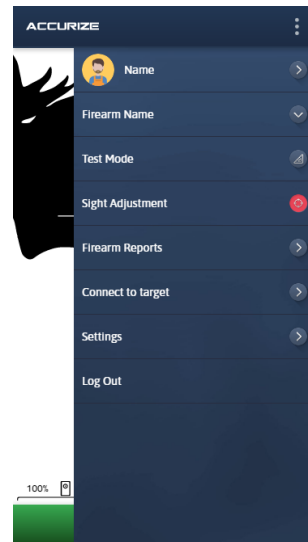 ACCURIZE
Name
Firearm Name
Test Mode
Sight Adjustment
Firearm Reports
Connect to target
Settings
Log Out
100%